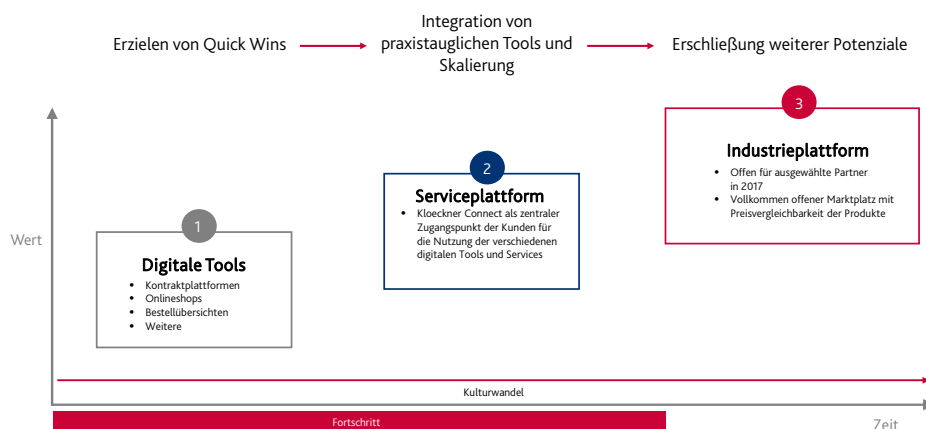 Erzielen von Quick Wins
Integration von
praxistauglichen Tools und
Skalierung
Erschließung weiterer Potenziale
Wert
1
Digitale Tools
• Kontraktplattformen
• Onlineshops
• Bestellübersichten
• Weitere
2
Serviceplattform
• Kloeckner Connect als zentraler
Zugangspunkt der Kunden für
die Nutzung der verschiedenen
digitalen Tools und Services
3
Industrieplattform
• Offen für ausgewählte Partner
in 2017
• Vollkommen offener Marktplatz mit
Preisvergleichbarkeit der Produkte
Kulturwandel
Fortschritt
Zeit